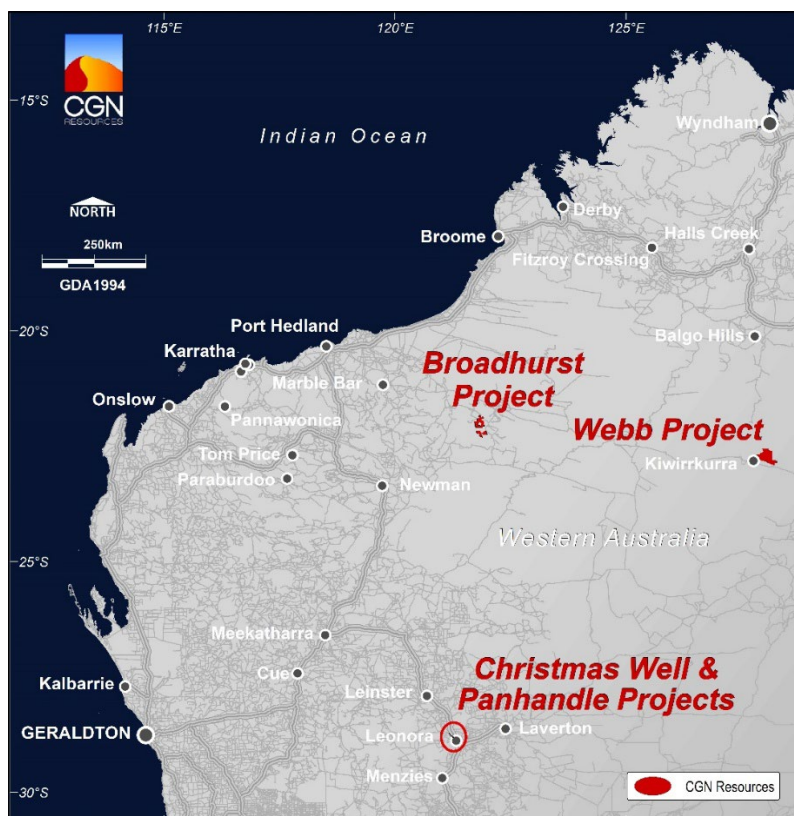 115°E
120°E
125°E
CGN
RESOURCES
15°S
Indian Ocean
Wyndham
NORTH
250km
GDA1994
Derby
Broome
Halls Creek
Fitzroy Crossing
20°S
Port Hedland
Balgo Hills
Karratha
Marble Bar
Broadhurst
Project
Onslow
Pannawonica
Webb Project
Tom Price
Kiwirrkurra
Paraburdoo
Newman
Western Australia
25°S
Meekatharra
Cue
Christmas Well &
Panhandle Projects
Kalbarrie
Leinster
GERALDTON
Leonora
Laverton
Menzies
30°S
CGN Resources